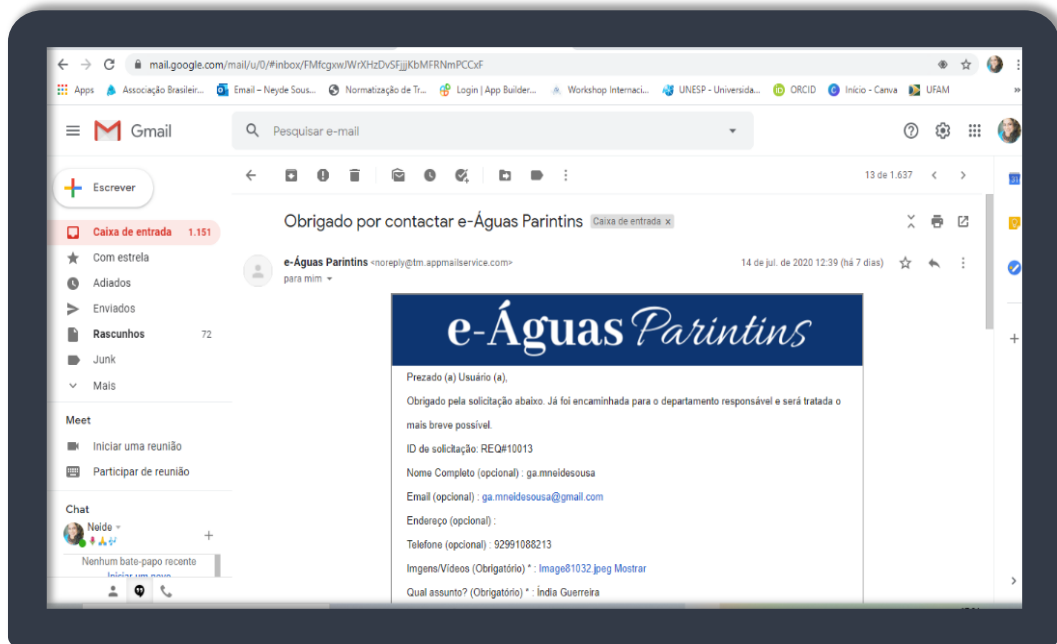 mail.google.com/mail/u/0/#inbox/FMfcgxwJWrXHzDvSFjjjKbMFRNmPCCxF
Apps Associação Brasileir... Email – Neyde Sous... Normatização de Tr... Login | App Builder... Workshop Internaci... UNESP - Universida... ORCID Início - Canva UFAM »
Gmail Pesquisar e-mail
Escrever 13 de 1.637
Obrigado por contactar e-Águas Parintins Caixa de entrada x
Caixa de entrada 1.151
Com estrela
Adiados
Enviados
Rascunhos 72
Junk
Mais
Meet
Iniciar uma reunião
Participar de reunião
Chat
Neide
Nenhum bate-papo recente
Iniciar um novo
e-Águas Parintins <noreply@tm.appmailservice.com> 14 de jul. de 2020 12:39 (há 7 dias)
para mim
e-Águas Parintins
Prezado (a) Usuário (a),
Obrigado pela solicitação abaixo. Já foi encaminhada para o departamento responsável e será tratada o
mais breve possível.
ID de solicitação: REQ#10013
Nome Completo (opcional) : ga.mneidesousa
Email (opcional) : ga.mneidesousa@gmail.com
Endereço (opcional) :
Telefone (opcional) : 92991088213
Imgens/Vídeos (Obrigatório) * : Image81032.jpeg Mostrar
Qual assunto? (Obrigatório) * : Índia Guerreira
31